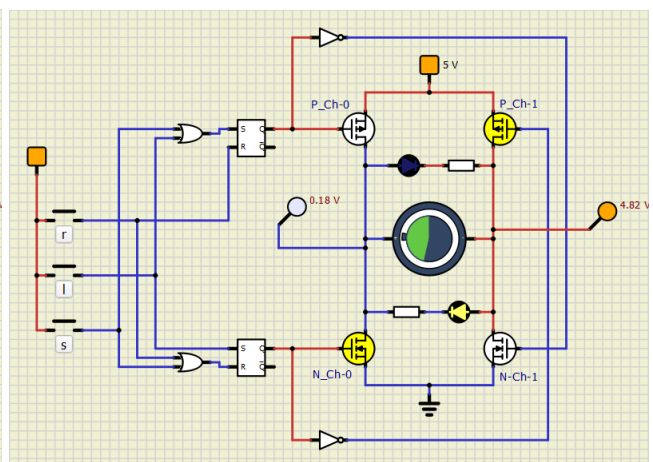 5 V
P_Ch-0
P_Ch-1
S
Q
R
Q
0.18 V
4.82 V
r
l
s
S
Q
R
Q
N_Ch-0
N-Ch-1